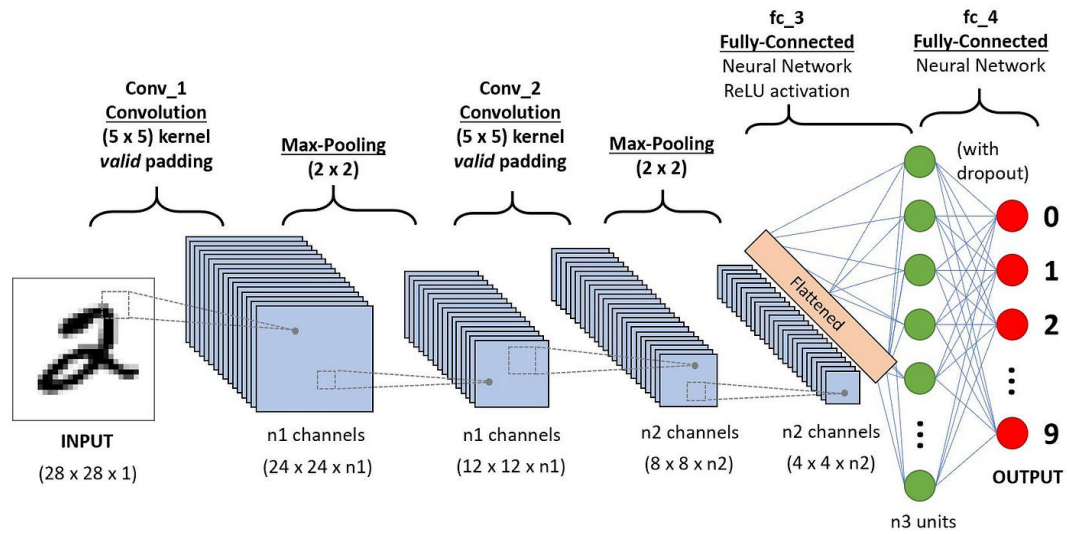 Conv_1
Convolution
(5 x 5) kernel
valid padding
Max-Pooling
(2 x 2)
Conv_2
Convolution
(5 x 5) kernel
valid padding
Max-Pooling
(2 x 2)
fc_3
Fully-Connected
Neural Network
ReLU activation
fc_4
Fully-Connected
Neural Network
(with
dropout)
2
INPUT
(28 x 28 x 1)
n1 channels
(24 x 24 x n1)
n1 channels
(12 x 12 x n1)
n2 channels
(8 x 8 x n2)
n2 channels
(4 x 4 x n2)
Flattened
n3 units
0
1
2
9
OUTPUT